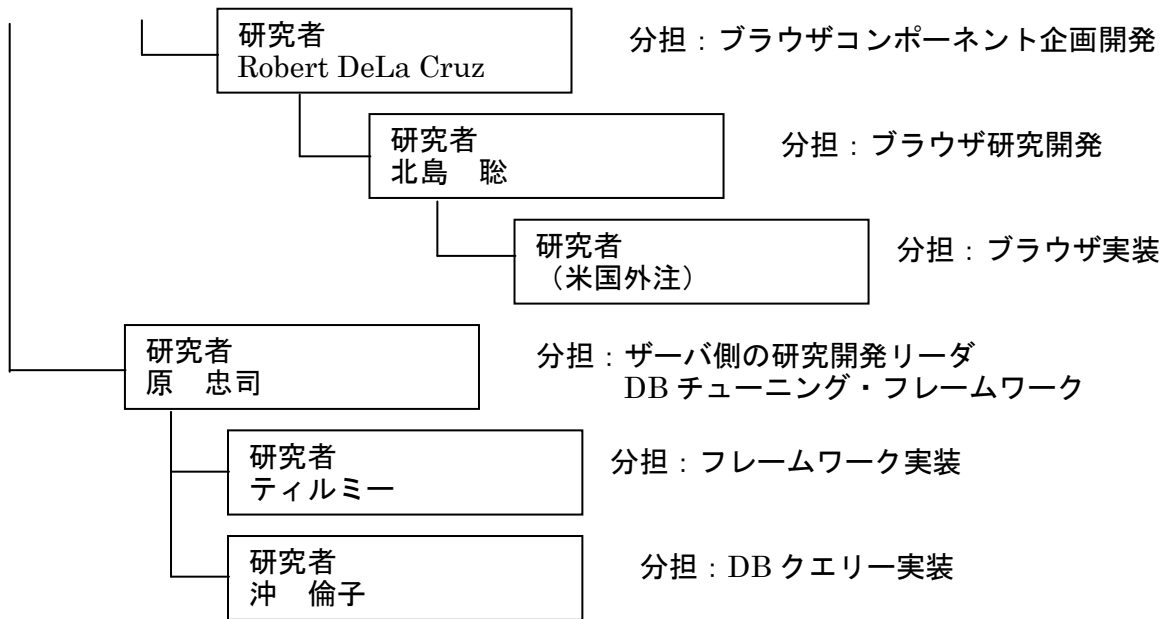 研究者
Robert DeLa Cruz
分担：ブラウザコンポーネント企画開発
研究者
北島　聡
分担：ブラウザ研究開発
研究者
（米国外注）
分担：ブラウザ実装
研究者
原　忠司
分担：ザーバ側の研究開発リーダ
DB チューニング・フレームワーク
研究者
ティルミー
分担：フレームワーク実装
研究者
沖　倫子
分担：DB クエリー実装